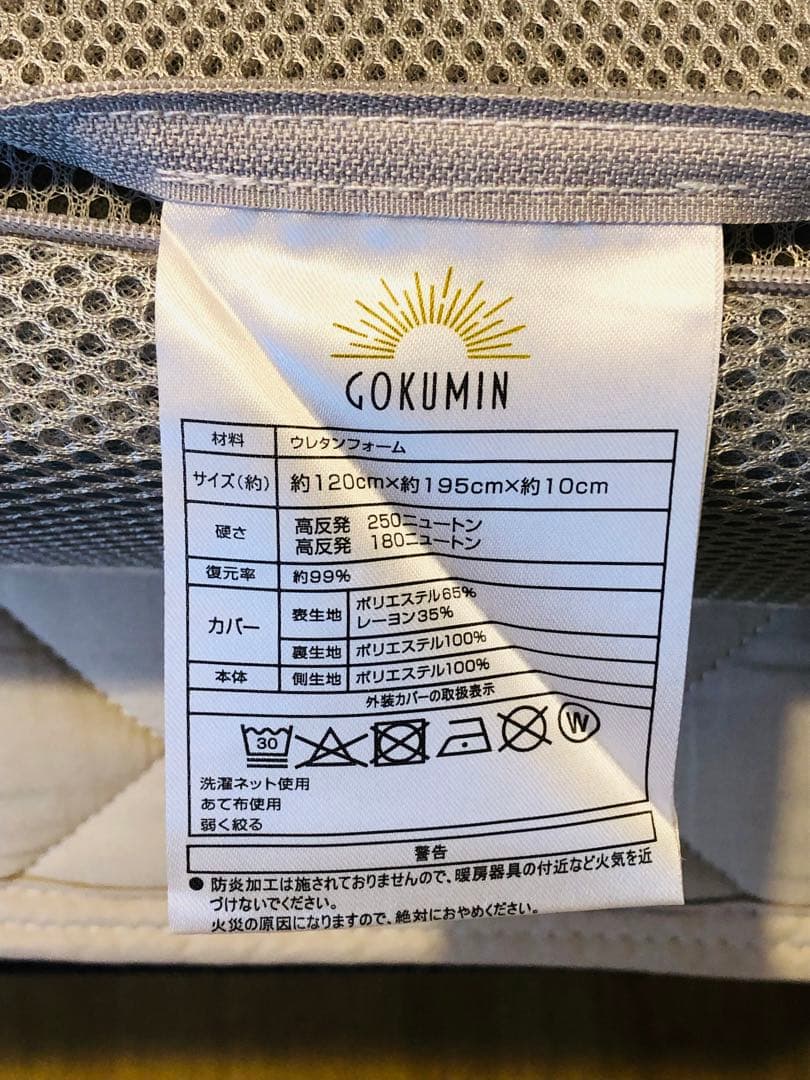 GOKUMIN
材料 ウレタンフォーム
サイズ(約) 約120cm×約195cm×約10cm
硬さ 高反発 250ニュートン
高反発 180ニュートン
復元率 約99%
カバー 表生地 ポリエステル65%
レーヨン35%
裏生地 ポリエステル100%
本体 側生地 ポリエステル100%
外装カバーの取扱表示
30 W
洗濯ネット使用
あて布使用
弱く絞る
警告
●防炎加工は施されておりませんので、暖房器具の付近など火気を近
づけないでください。
火災の原因になりますので、絶対におやめください。